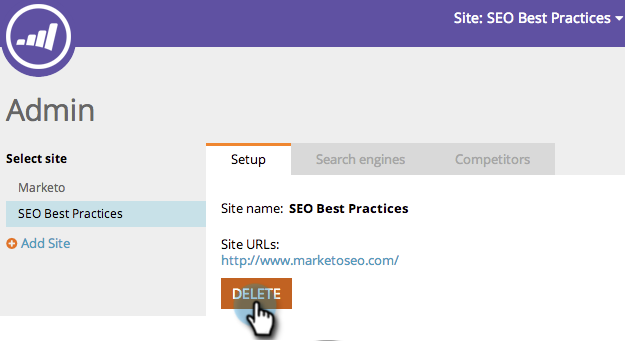 Site: SEO Best Practices
Admin
Select site
Marketo
SEO Best Practices
Add Site
Setup
Search engines
Competitors
Site name: SEO Best Practices
Site URLs:
http://www.marketoseo.com/
DELETE